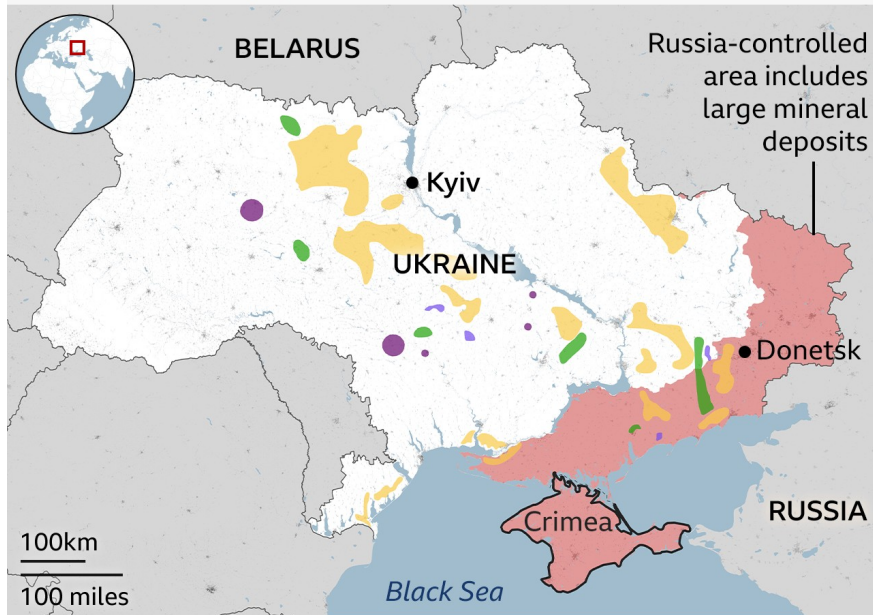 BELARUS
Russia-controlled
area includes
large mineral
deposits
Kyiv
UKRAINE
Donetsk
Crimea
RUSSIA
100km
100 miles
Black Sea